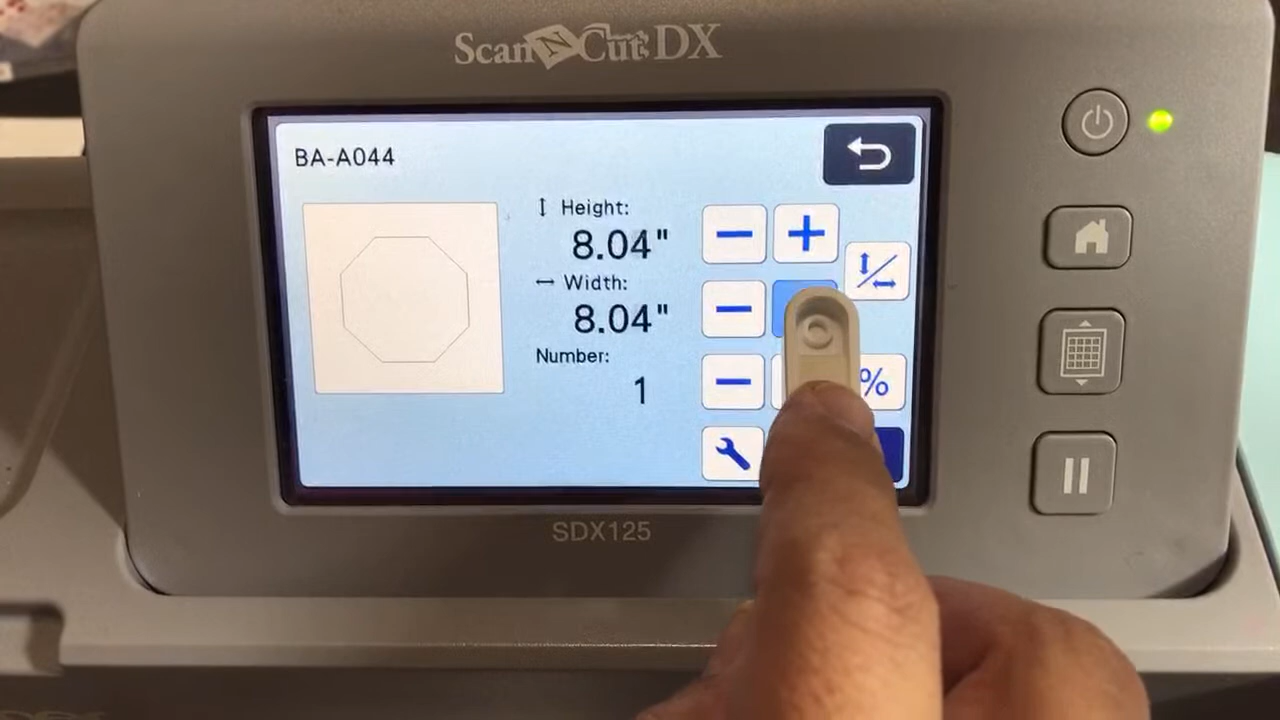 ScanNCut DX
BA-A044
Height:
8.04"
Width:
8.04"
Number:
1
%
SDX125